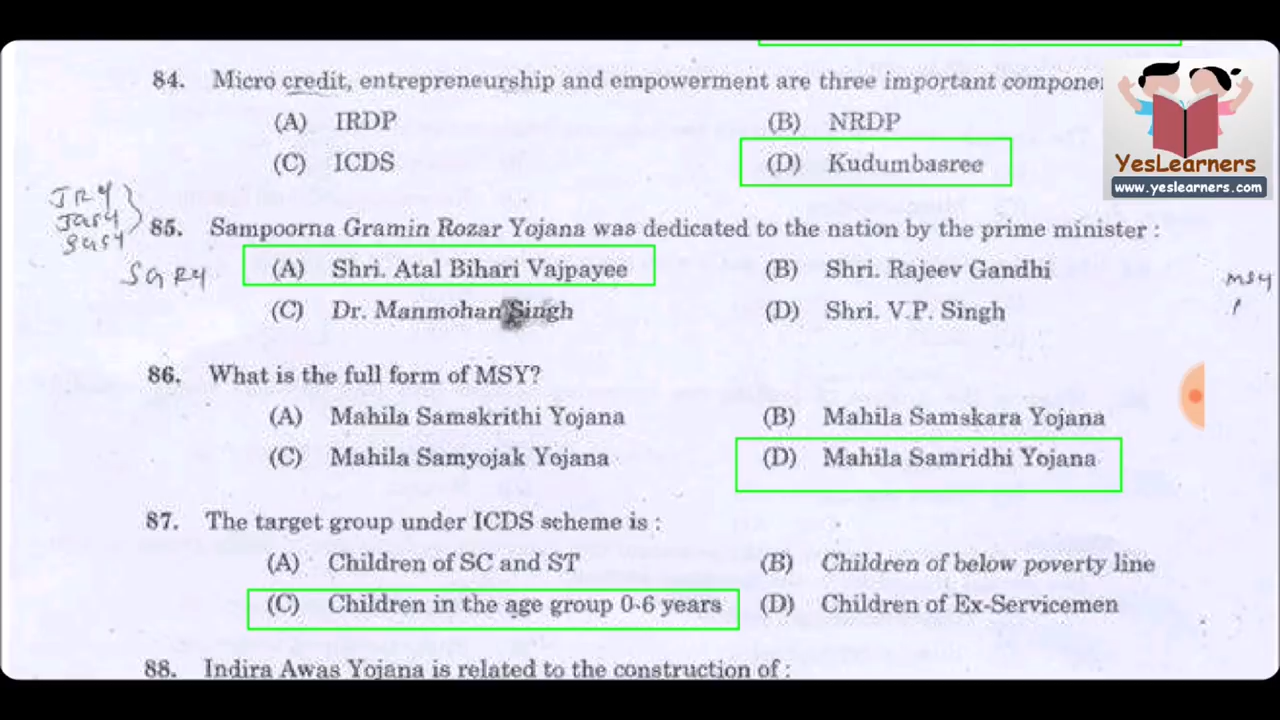 84. Micro credit, entrepreneurship and empowerment are three important compone
(A) IRDP (B) NRDP
(C) ICDS (D) Kudumbasree
YesLearners
www.yeslearners.com
JRY
85. Sampoorna Gramin Rozar Yojana was dedicated to the nation by the prime minister :
SGRY
(A) Shri. Atal Bihari Vajpayee (B) Shri. Rajeev Gandhi
MSY
(C) Dr. Manmohan Singh (D) Shri. V.P. Singh
86. What is the full form of MSY?
(A) Mahila Samskrithi Yojana (B) Mahila Samskara Yojana
(C) Mahila Samyojak Yojana (D) Mahila Samridhi Yojana
87. The target group under ICDS scheme is :
(A) Children of SC and ST (B) Children of below poverty line
(C) Children in the age group 0-6 years (D) Children of Ex-Servicemen
88. Indira Awas Yojana is related to the construction of :